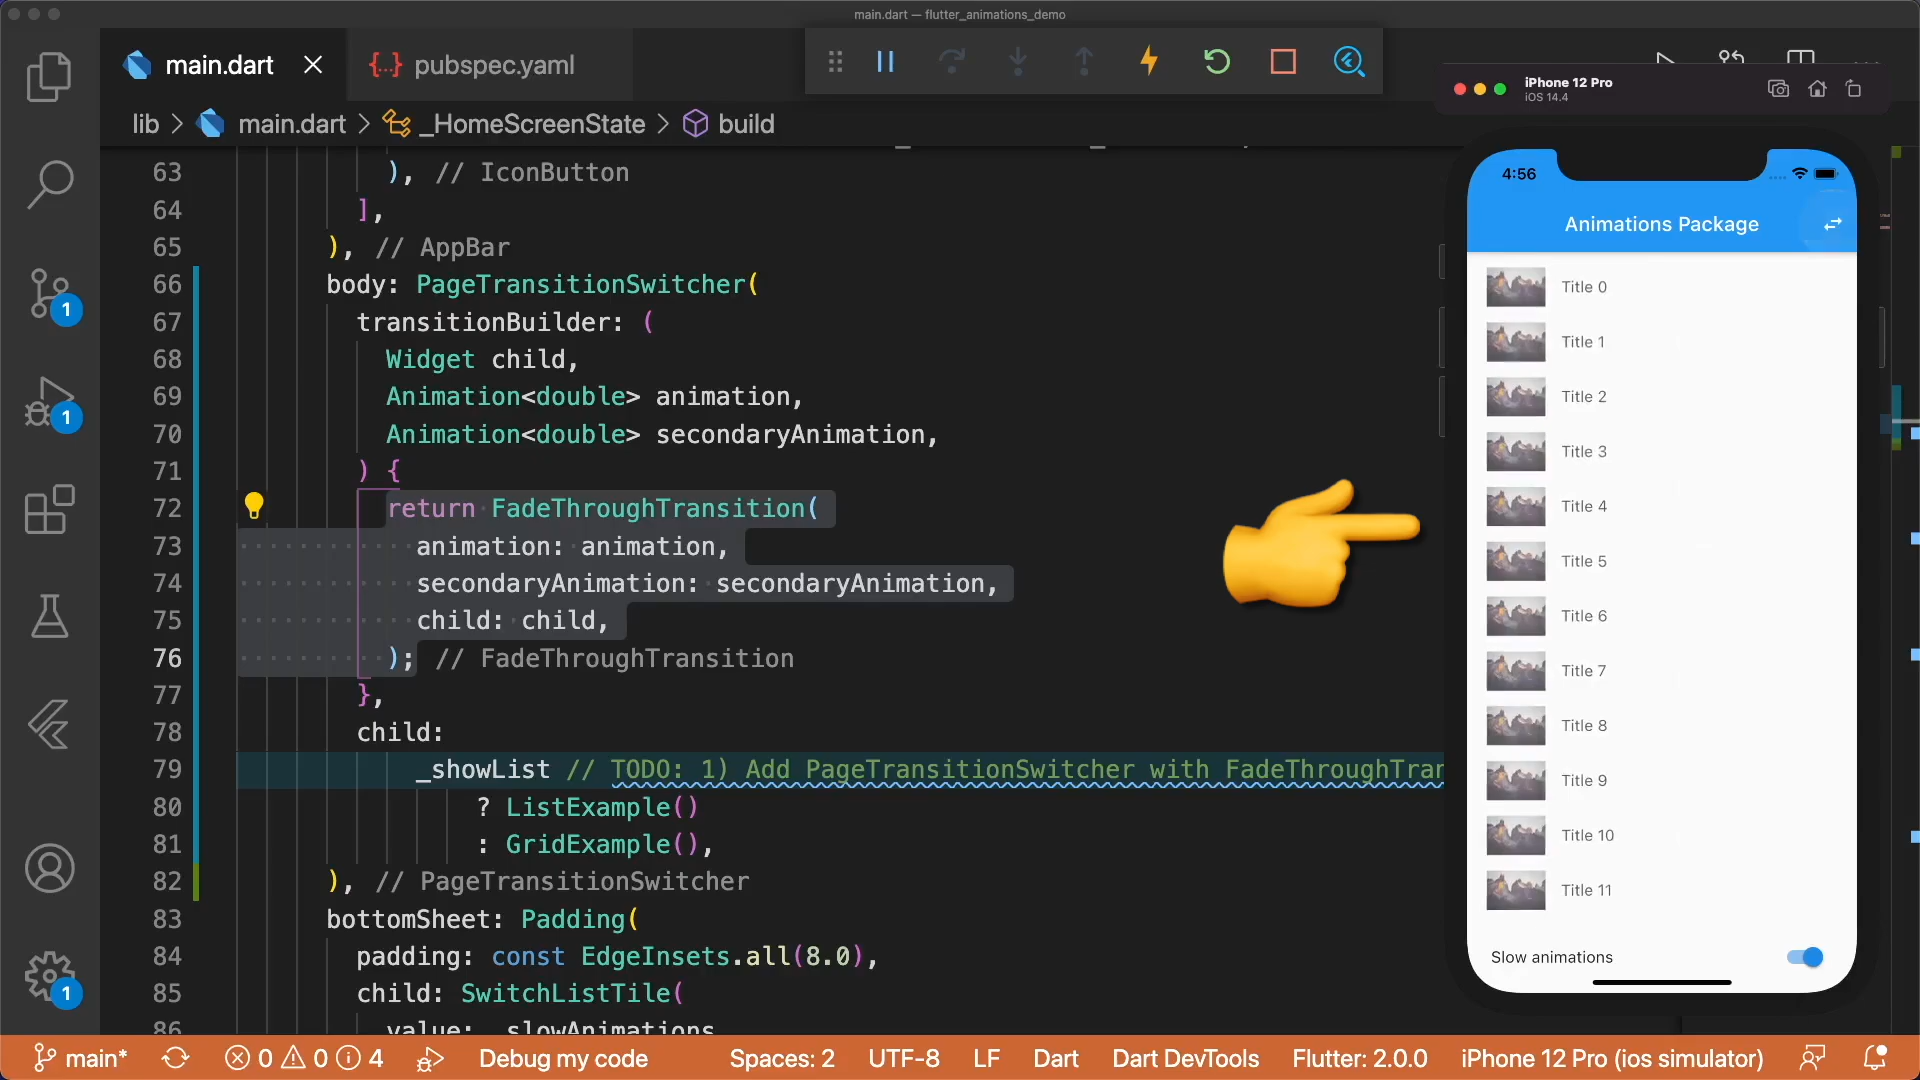 main.dart — flutter_animations_demo
main.dart
{..} pubspec.yaml
lib > main.dart > _HomeScreenState > build
63 ), // IconButton
64 ],
65 ), // AppBar
66 body: PageTransitionSwitcher(
67 transitionBuilder: (
68 Widget child,
69 Animation<double> animation,
70 Animation<double> secondaryAnimation,
71 ) {
72 return FadeThroughTransition(
73 animation: animation,
74 secondaryAnimation: secondaryAnimation,
75 child: child,
76 ); // FadeThroughTransition
77 },
78 child:
79 _showList // TODO: 1) Add PageTransitionSwitcher with FadeThroughTran
80 ? ListExample()
81 : GridExample(),
82 ), // PageTransitionSwitcher
83 bottomSheet: Padding(
84 padding: const EdgeInsets.all(8.0),
85 child: SwitchListTile(
86 value: _slowAnimations
1
1
1
iPhone 12 Pro
iOS 14.4
4:56
Animations Package
Title 0
Title 1
Title 2
Title 3
Title 4
Title 5
Title 6
Title 7
Title 8
Title 9
Title 10
Title 11
Slow animations
main* 0 0 4 Debug my code Spaces: 2 UTF-8 LF Dart Dart DevTools Flutter: 2.0.0 iPhone 12 Pro (ios simulator)